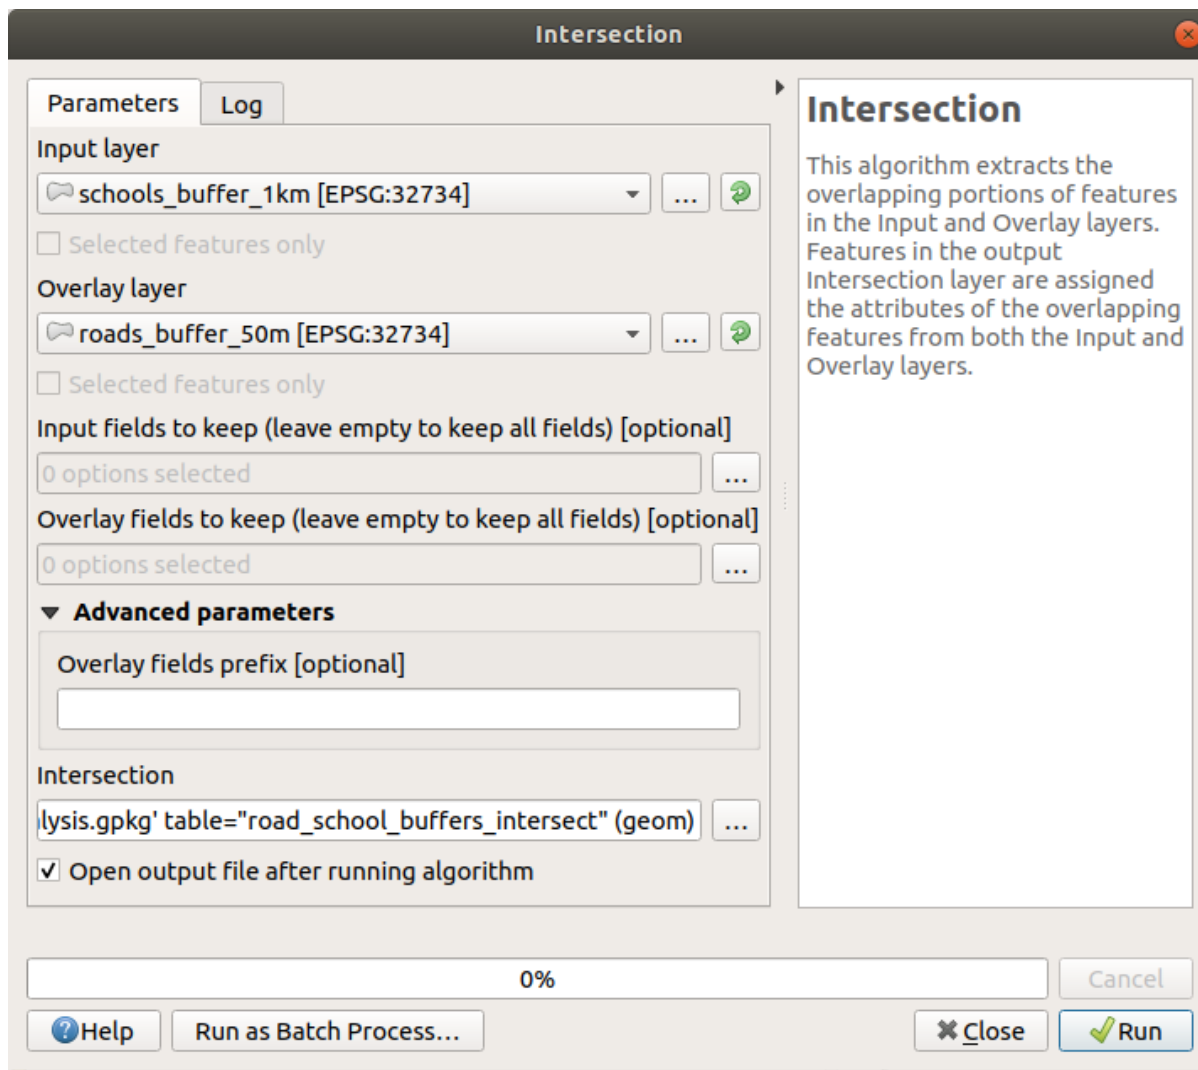 Intersection
Parameters
Log
Input layer
schools_buffer_1km [EPSG:32734]
...
Selected features only
Overlay layer
roads_buffer_50m [EPSG:32734]
...
Selected features only
Input fields to keep (leave empty to keep all fields) [optional]
0 options selected
...
Overlay fields to keep (leave empty to keep all fields) [optional]
0 options selected
...
Advanced parameters
Overlay fields prefix [optional]
Intersection
lysis.gpkg' table="road_school_buffers_intersect" (geom)
...
Open output file after running algorithm
Intersection
This algorithm extracts the
overlapping portions of features
in the Input and Overlay layers.
Features in the output
Intersection layer are assigned
the attributes of the overlapping
features from both the Input and
Overlay layers.
0%
Cancel
Help
Run as Batch Process...
Close
Run